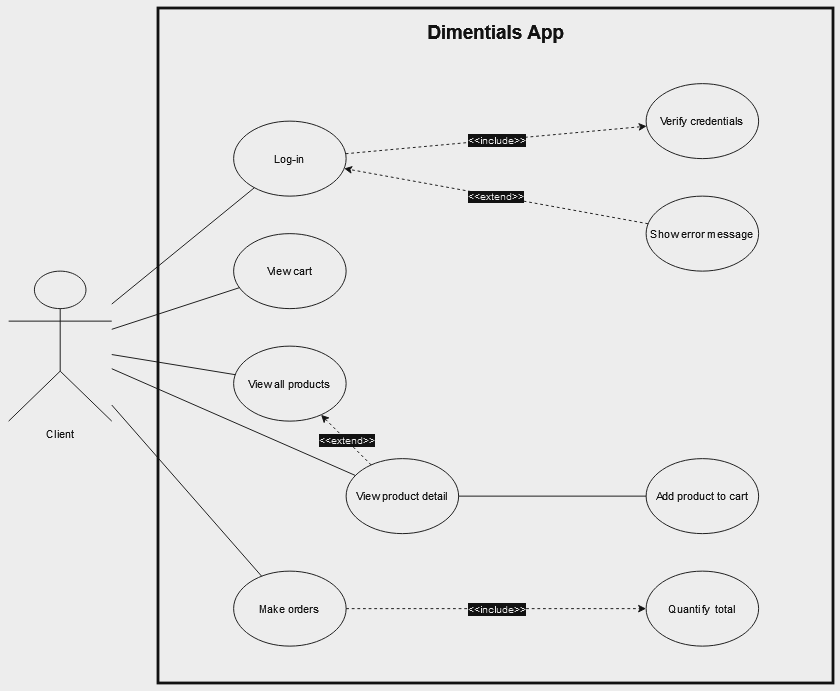 Dimentials App
Verify credentials
<<include>>
Log-in
<<extend>>
Show error message
View cart
View all products
Client
<<extend>>
View product detail
Add product to cart
Make orders
<<include>>
Quantify total